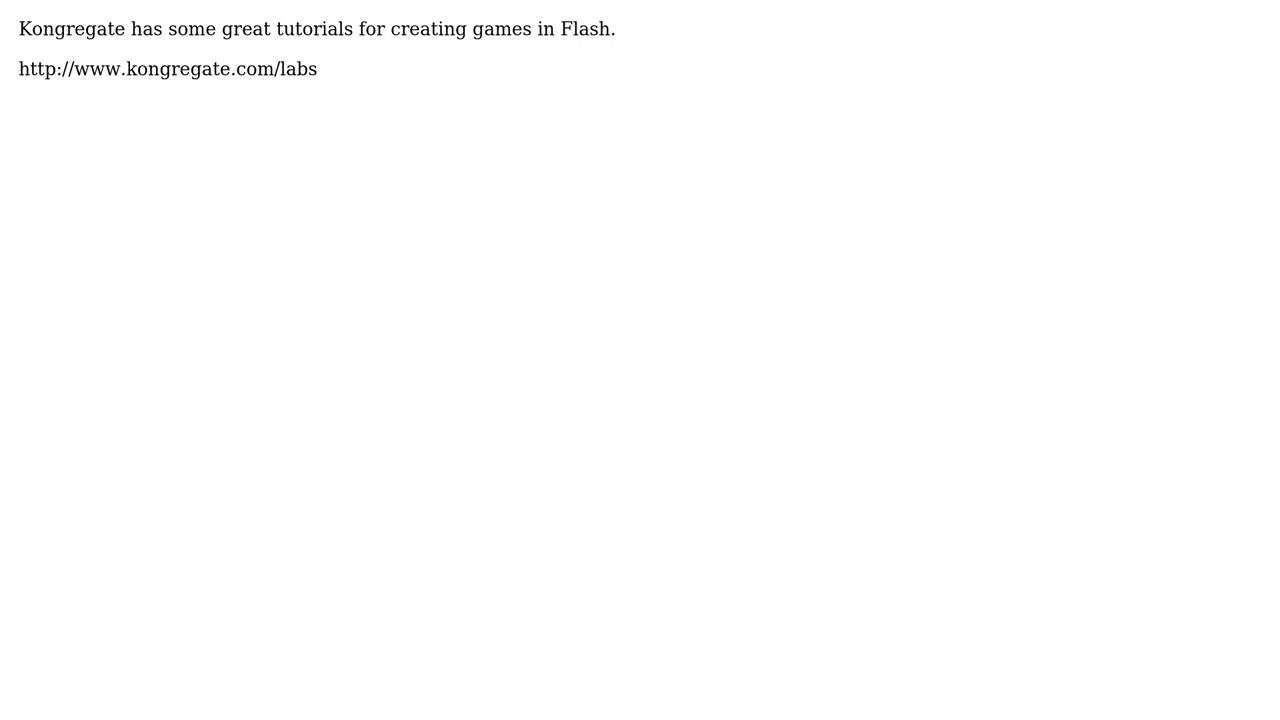 Kongregate has some great tutorials for creating games in Flash.
http://www.kongregate.com/labs